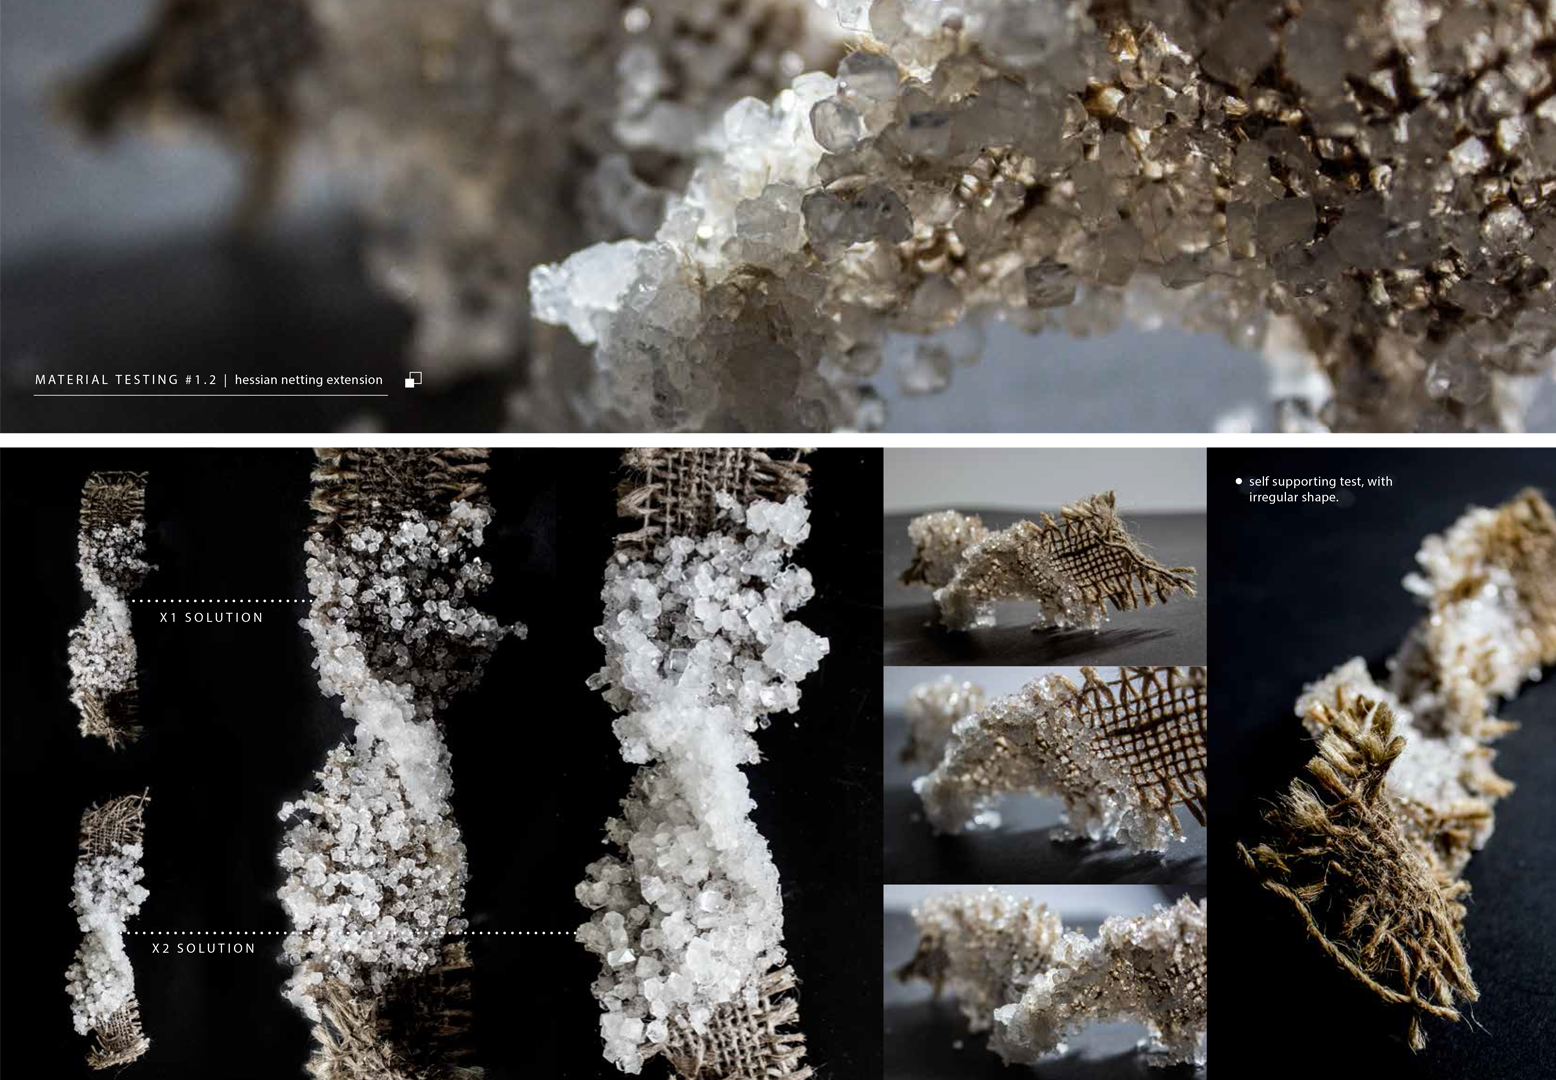 MATERIAL TESTING #1.2 | hessian netting extension
X1 SOLUTION
X2 SOLUTION
self supporting test, with
irregular shape.